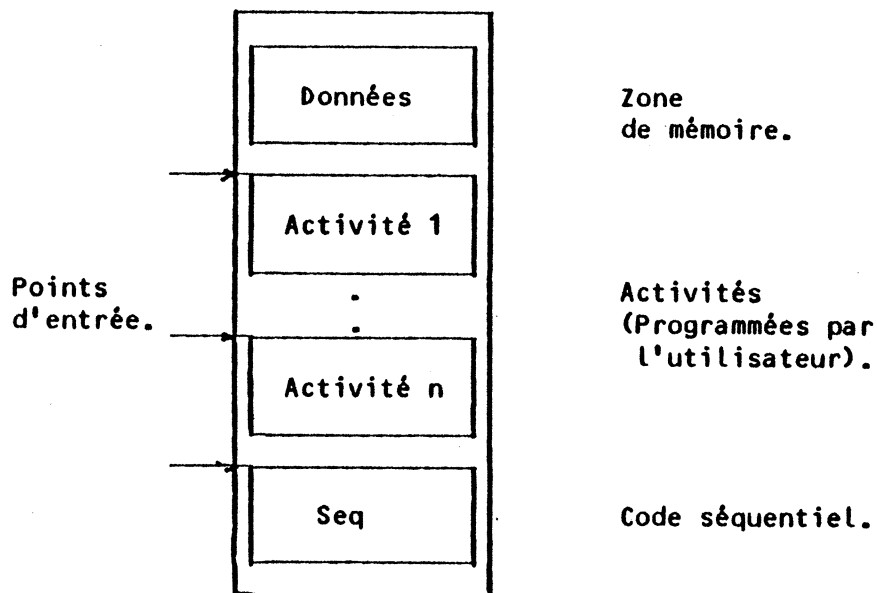 Données
Zone
de mémoire.
Activité 1
Points
d'entrée.
.
.
Activités
(Programmées par
l'utilisateur).
Activité n
Seq
Code séquentiel.